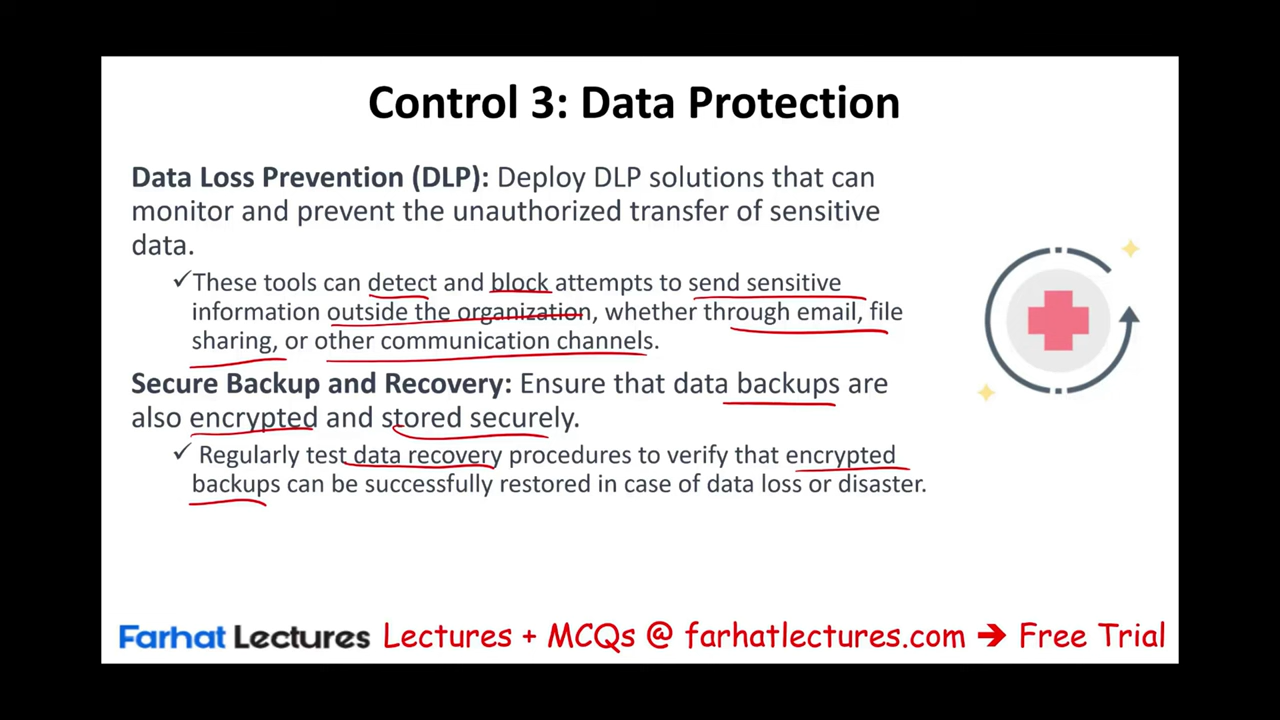 Control 3: Data Protection
Data Loss Prevention (DLP): Deploy DLP solutions that can
monitor and prevent the unauthorized transfer of sensitive
data.
✓These tools can detect and block attempts to send sensitive
information outside the organization, whether through email, file
sharing, or other communication channels.
Secure Backup and Recovery: Ensure that data backups are
also encrypted and stored securely.
✓ Regularly test data recovery procedures to verify that encrypted
backups can be successfully restored in case of data loss or disaster.
Farhat Lectures Lectures + MCQs @ farhatlectures.com → Free Trial